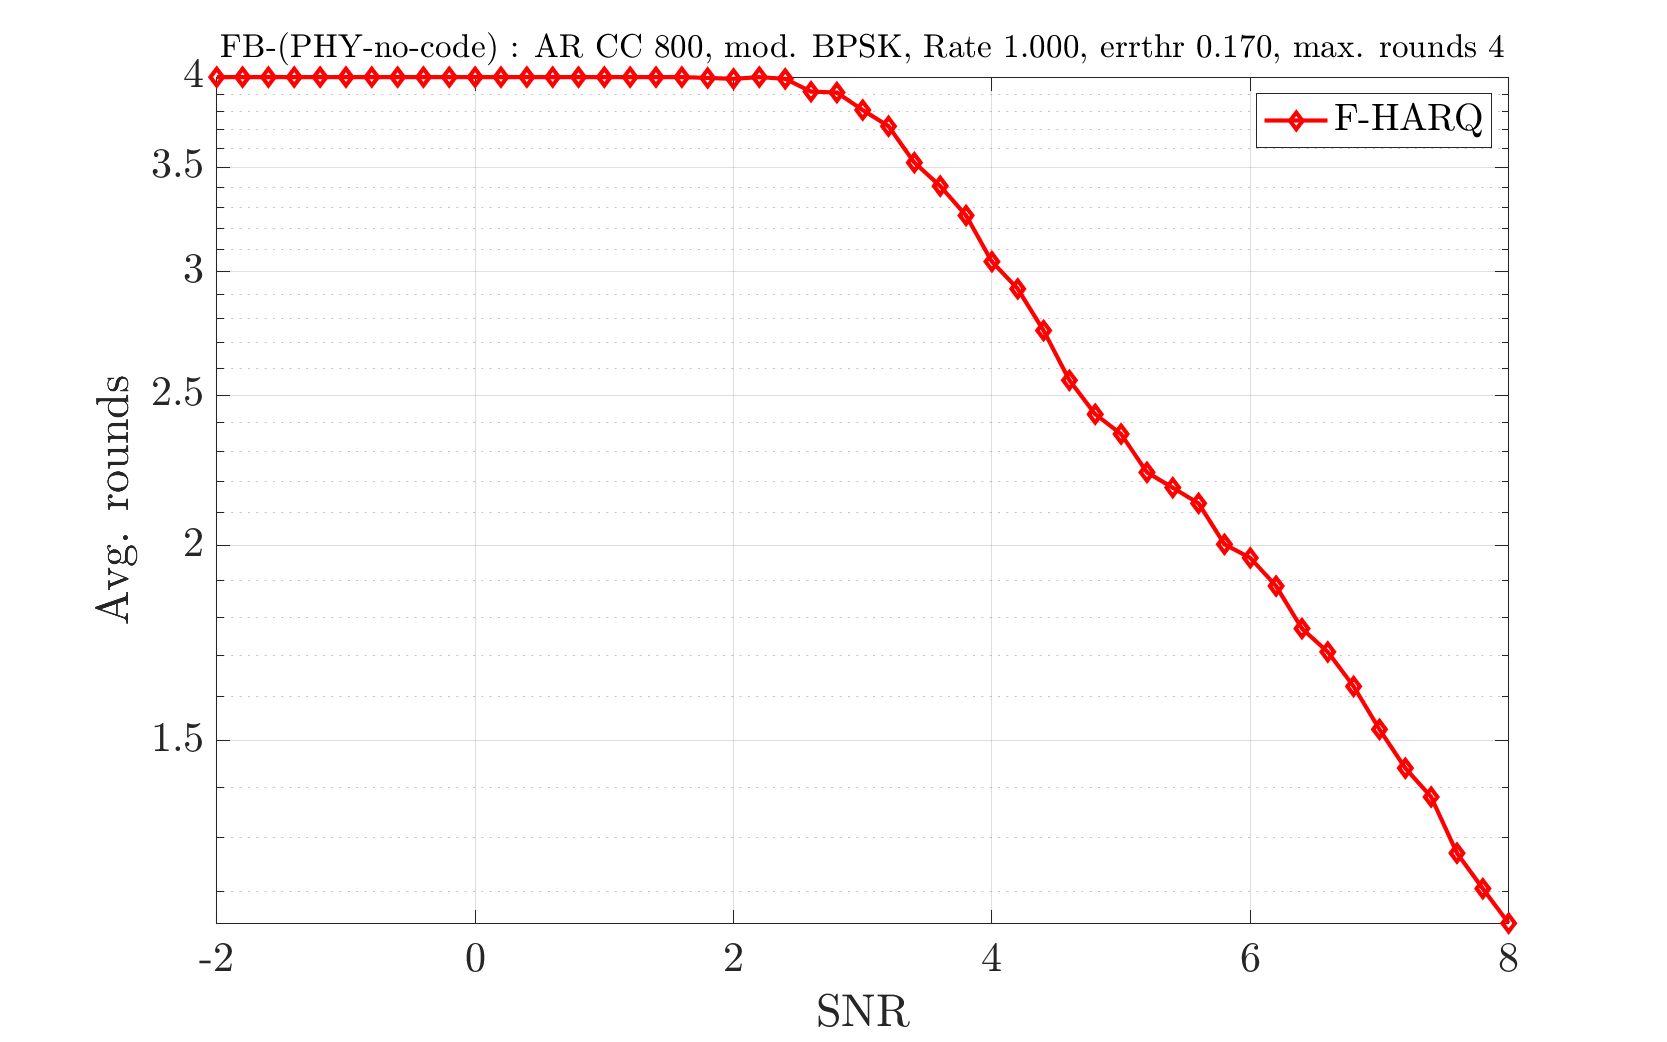 FB-(PHY-no-code) : AR CC 800, mod. BPSK, Rate 1.000, errthr 0.170, max. rounds 4
F-HARQ
4
3.5
3
2.5
2
1.5
Avg. rounds
-2 0 2 4 6 8
SNR